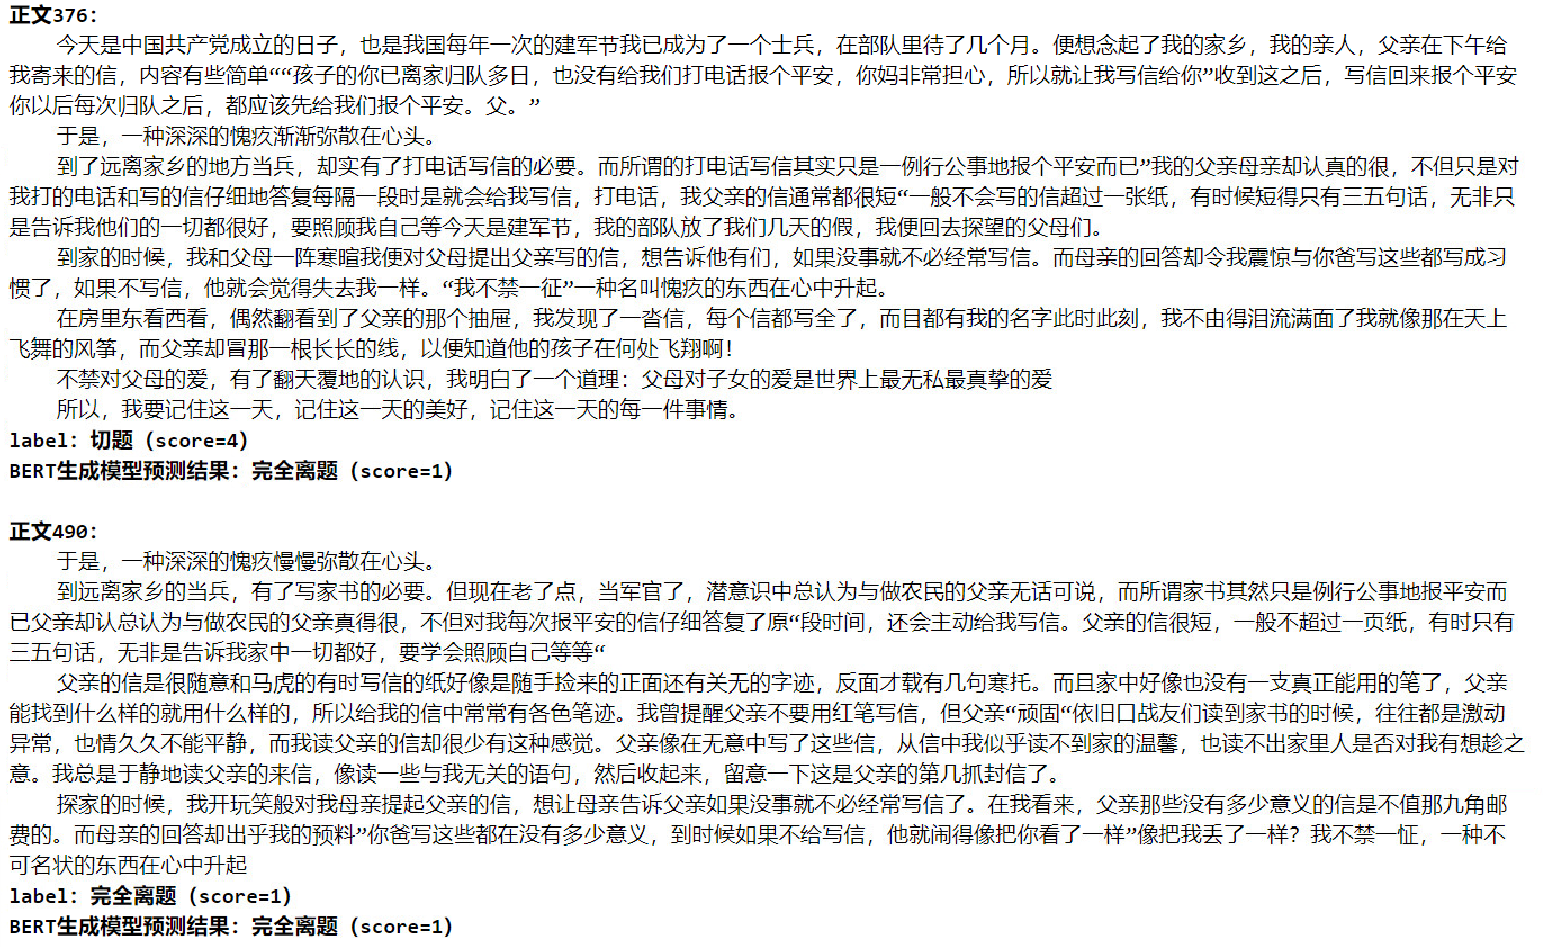 正文376：
今天是中国共产党成立的日子，也是我国每年一次的建军节我已成为了一个士兵，在部队里待了几个月。便想念起了我的家乡，我的亲人，父亲在下午给
我寄来的信，内容有些简单““孩子的你已离家归队多日，也没有给我们打电话报个平安，你妈非常担心，所以就让我写信给你”收到这之后，写信回来报个平安
你以后每次归队之后，都应该先给我们报个平安。父。”
于是，一种深深的愧疚渐渐弥散在心头。
到了远离家乡的地方当兵，却实有了打电话写信的必要。而所谓的打电话写信其实只是一例行公事地报个平安而已”我的父亲母亲却认真的很，不但只是对
我打的电话和写的信仔细地答复每隔一段时是就会给我写信，打电话，我父亲的信通常都很短“一般不会写的信超过一张纸，有时候短得只有三五句话，无非只
是告诉我他们的一切都很好，要照顾我自己等今天是建军节，我的部队放了我们几天的假，我便回去探望的父母们。
到家的时候，我和父母一阵寒暄我便对父母提出父亲写的信，想告诉他有们，如果没事就不必经常写信。而母亲的回答却令我震惊与你爸写这些都写成习
惯了，如果不写信，他就会觉得失去我一样。“我不禁一征”一种名叫愧疚的东西在心中升起。
在房里东看西看，偶然翻看到了父亲的那个抽屉，我发现了一沓信，每个信都写全了，而目都有我的名字此时此刻，我不由得泪流满面了我就像那在天上
飞舞的风筝，而父亲却冒那一根长长的线，以便知道他的孩子在何处飞翔啊！
不禁对父母的爱，有了翻天覆地的认识，我明白了一个道理：父母对子女的爱是世界上最无私最真挚的爱
所以，我要记住这一天，记住这一天的美好，记住这一天的每一件事情。
label：切题（score=4）
BERT生成模型预测结果：完全离题（score=1）
正文490：
于是，一种深深的愧疚慢慢弥散在心头。
到远离家乡的当兵，有了写家书的必要。但现在老了点，当军官了，潜意识中总认为与做农民的父亲无话可说，而所谓家书其然只是例行公事地报平安而
已父亲却认总认为与做农民的父亲真得很，不但对我每次报平安的信仔细答复了原“段时间，还会主动给我写信。父亲的信很短，一般不超过一页纸，有时只有
三五句话，无非是告诉我家中一切都好，要学会照顾自己等等“
父亲的信是很随意和马虎的有时写信的纸好像是随手捡来的正面还有关无的字迹，反面才载有几句寒托。而且家中好像也没有一支真正能用的笔了，父亲
能找到什么样的就用什么样的，所以给我的信中常常有各色笔迹。我曾提醒父亲不要用红笔写信，但父亲“顽固“依旧口战友们读到家书的时候，往往都是激动
异常，也情久久不能平静，而我读父亲的信却很少有这种感觉。父亲像在无意中写了这些信，从信中我似乎读不到家的温馨，也读不出家里人是否对我有想趁之
意。我总是于静地读父亲的来信，像读一些与我无关的语句，然后收起来，留意一下这是父亲的第几抓封信了。
探家的时候，我开玩笑般对我母亲提起父亲的信，想让母亲告诉父亲如果没事就不必经常写信了。在我看来，父亲那些没有多少意义的信是不值那九角邮
费的。而母亲的回答却出乎我的预料”你爸写这些都在没有多少意义，到时候如果不给写信，他就闹得像把你看了一样”像把我丢了一样？我不禁一怔，一种不
可名状的东西在心中升起
label：完全离题（score=1）
BERT生成模型预测结果：完全离题（score=1）